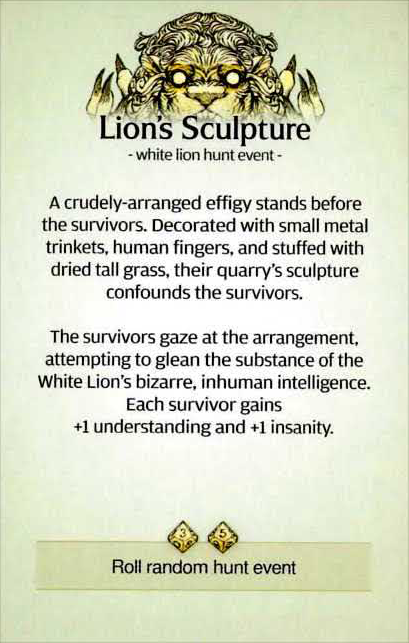 Lion's Sculpture
- white lion hunt event -
A crudely-arranged effigy stands before
the survivors. Decorated with small metal
trinkets, human fingers, and stuffed with
dried tall grass, their quarry's sculpture
confounds the survivors.
The survivors gaze at the arrangement,
attempting to glean the substance of the
White Lion's bizarre, inhuman intelligence.
Each survivor gains
+1 understanding and +1 insanity.
3 5
Roll random hunt event